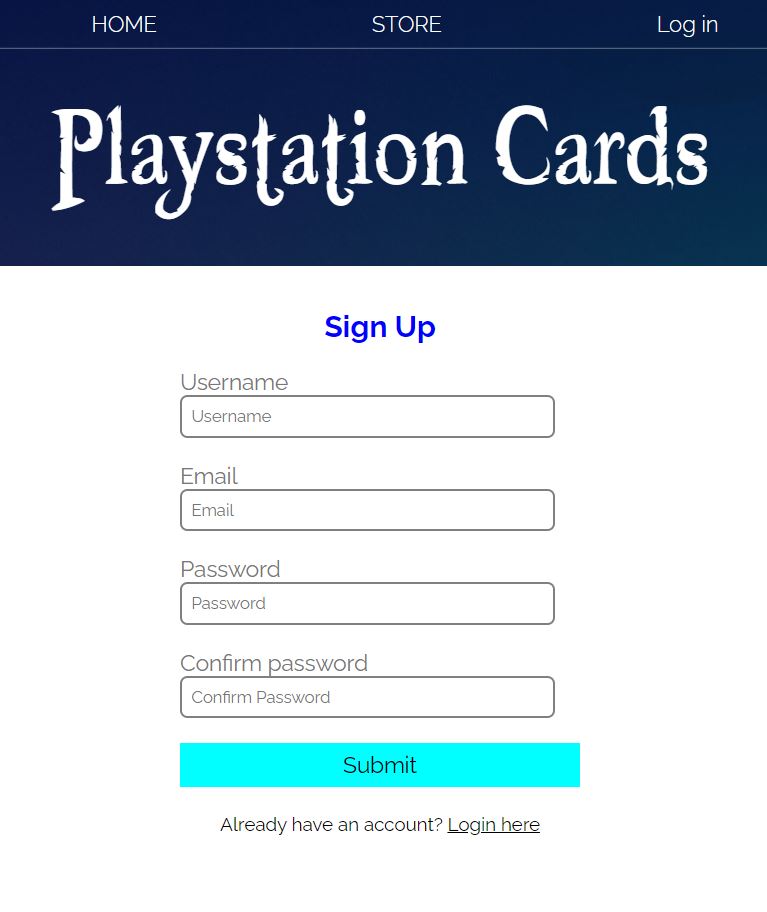 HOME STORE Log in
Playstation Cards
Sign Up
Username
Username
Email
Email
Password
Password
Confirm password
Confirm Password
Submit
Already have an account? Login here